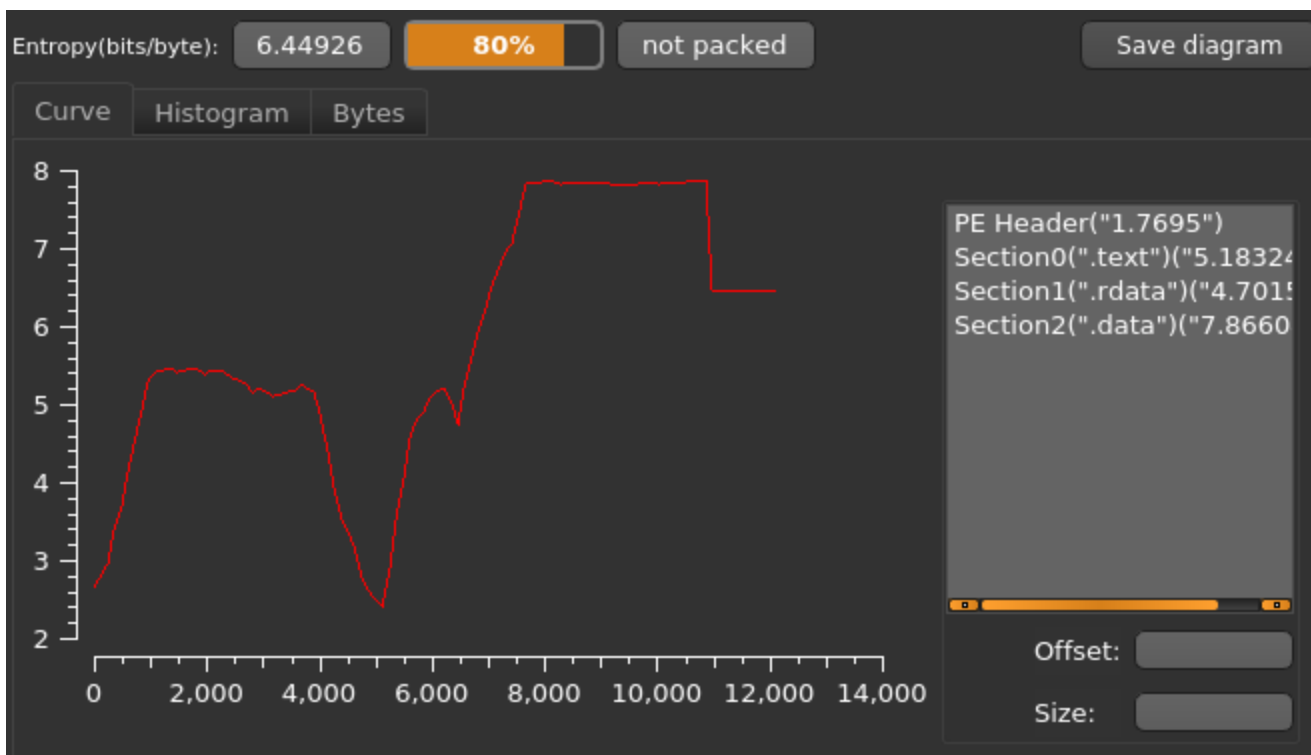 Entropy(bits/byte): 6.44926 80% not packed Save diagram
Curve Histogram Bytes
8
7
6
5
4
3
2
0 2,000 4,000 6,000 8,000 10,000 12,000 14,000
PE Header("1.7695")
Section0(".text")("5.18324
Section1(".rdata")("4.7015
Section2(".data")("7.8660
Offset:
Size: